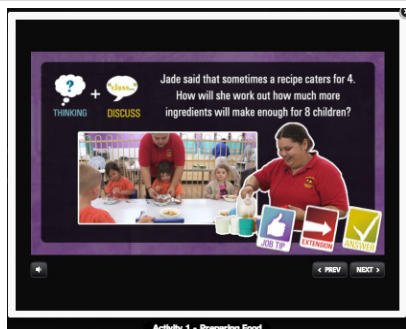 ?
"class..."
THINKING
+
DISCUSS
Jade said that sometimes a recipe caters for 4.
How will she work out how much more
ingredients will make enough for 8 children?
JOB TIP
EXTENSION
ANSWER
< PREV
NEXT >
Activity 1 - Preparing Food